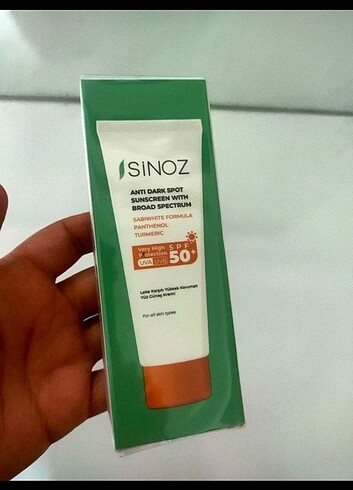 SiNOZ
ANTI DARK SPOT
SUNSCREEN WITH
BROAD SPECTRUM
SABIWHITE FORMULA
PANTHENOL
TURMERIC
Very High
Protection
UVA UVB
SPF
50+
Leke Karşıtı Yüksek Korumalı
Yüz Güneş Kremi
For all skin types